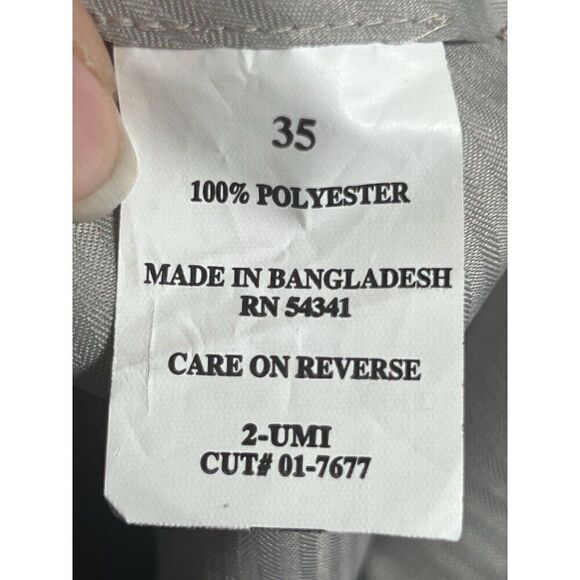 35
100% POLYESTER
MADE IN BANGLADESH
RN 54341
CARE ON REVERSE
2-UMI
CUT# 01-7677